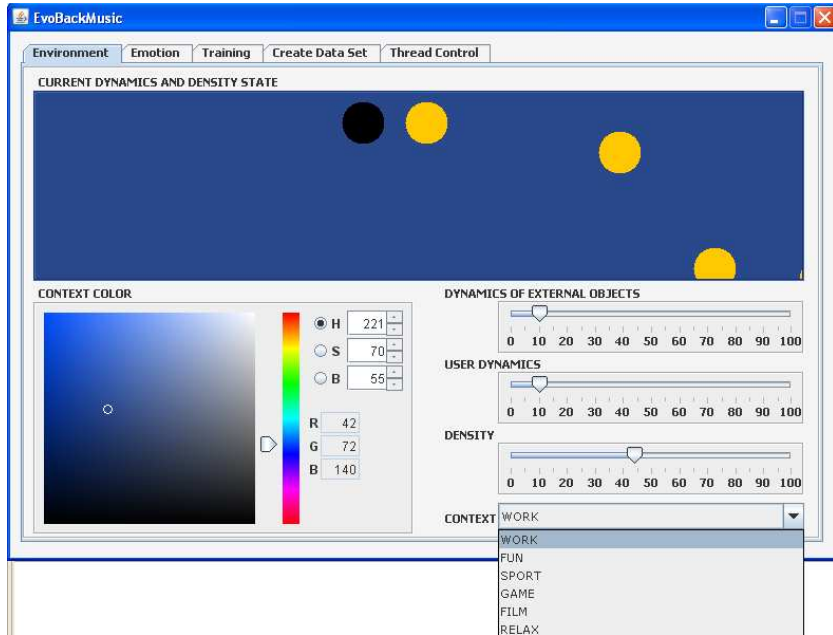 EvoBackMusic
Environment Emotion Training Create Data Set Thread Control
CURRENT DYNAMICS AND DENSITY STATE
CONTEXT COLOR
H 221
S 70
B 55
R 42
G 72
B 140
DYNAMICS OF EXTERNAL OBJECTS
0 10 20 30 40 50 60 70 80 90 100
USER DYNAMICS
0 10 20 30 40 50 60 70 80 90 100
DENSITY
0 10 20 30 40 50 60 70 80 90 100
CONTEXT WORK
WORK
FUN
SPORT
GAME
FILM
RELAX